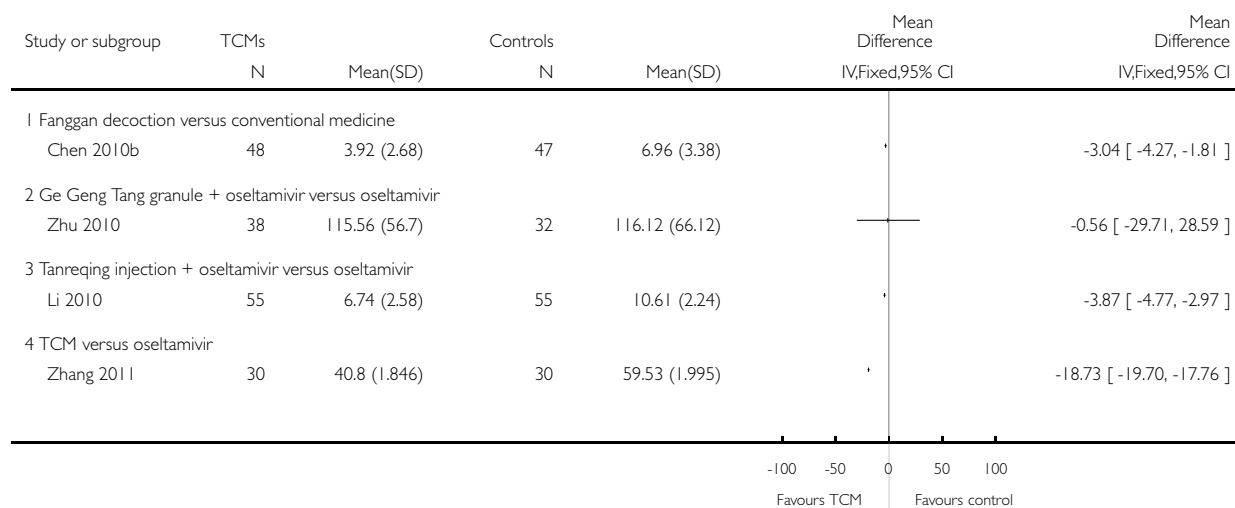 Study or subgroup TCMs Controls Mean Difference Mean Difference
N Mean(SD) N Mean(SD) IV,Fixed,95% CI IV,Fixed,95% CI
1 Fanggan decoction versus conventional medicine
Chen 2010b 48 3.92 (2.68) 47 6.96 (3.38) -3.04 [ -4.27, -1.81 ]
2 Ge Geng Tang granule + oseltamivir versus oseltamivir
Zhu 2010 38 115.56 (56.7) 32 116.12 (66.12) -0.56 [ -29.71, 28.59 ]
3 Tanreqing injection + oseltamivir versus oseltamivir
Li 2010 55 6.74 (2.58) 55 10.61 (2.24) -3.87 [ -4.77, -2.97 ]
4 TCM versus oseltamivir
Zhang 2011 30 40.8 (1.846) 30 59.53 (1.995) -18.73 [ -19.70, -17.76 ]
-100 -50 0 50 100
Favours TCM Favours control